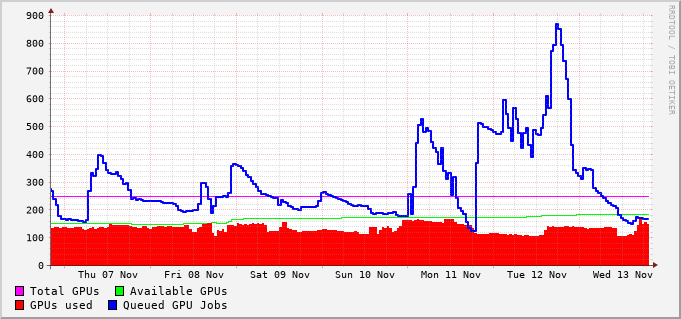 900
800
700
600
500
400
300
200
100
0
Thu 07 Nov Fri 08 Nov Sat 09 Nov Sun 10 Nov Mon 11 Nov Tue 12 Nov Wed 13 Nov
Total GPUs Available GPUs
GPUs used Queued GPU Jobs
RRDTOOL / TOBI OETIKER